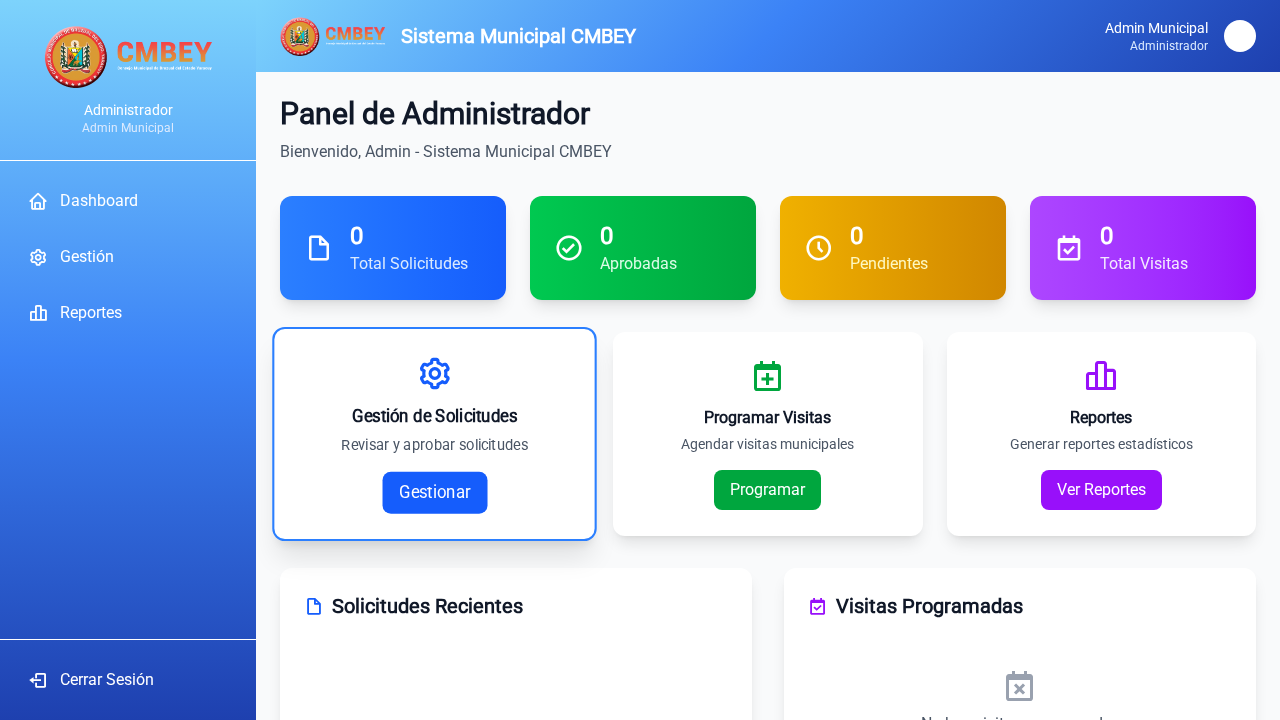 CMBEY
Administrador
Admin Municipal
Dashboard
Gestión
Reportes
Cerrar Sesión
CMBEY
Sistema Municipal CMBEY
Admin Municipal
Administrador
Panel de Administrador
Bienvenido, Admin - Sistema Municipal CMBEY
0
Total Solicitudes
0
Aprobadas
0
Pendientes
0
Total Visitas
Gestión de Solicitudes
Revisar y aprobar solicitudes
Gestionar
Programar Visitas
Agendar visitas municipales
Programar
Reportes
Generar reportes estadísticos
Ver Reportes
Solicitudes Recientes
Visitas Programadas